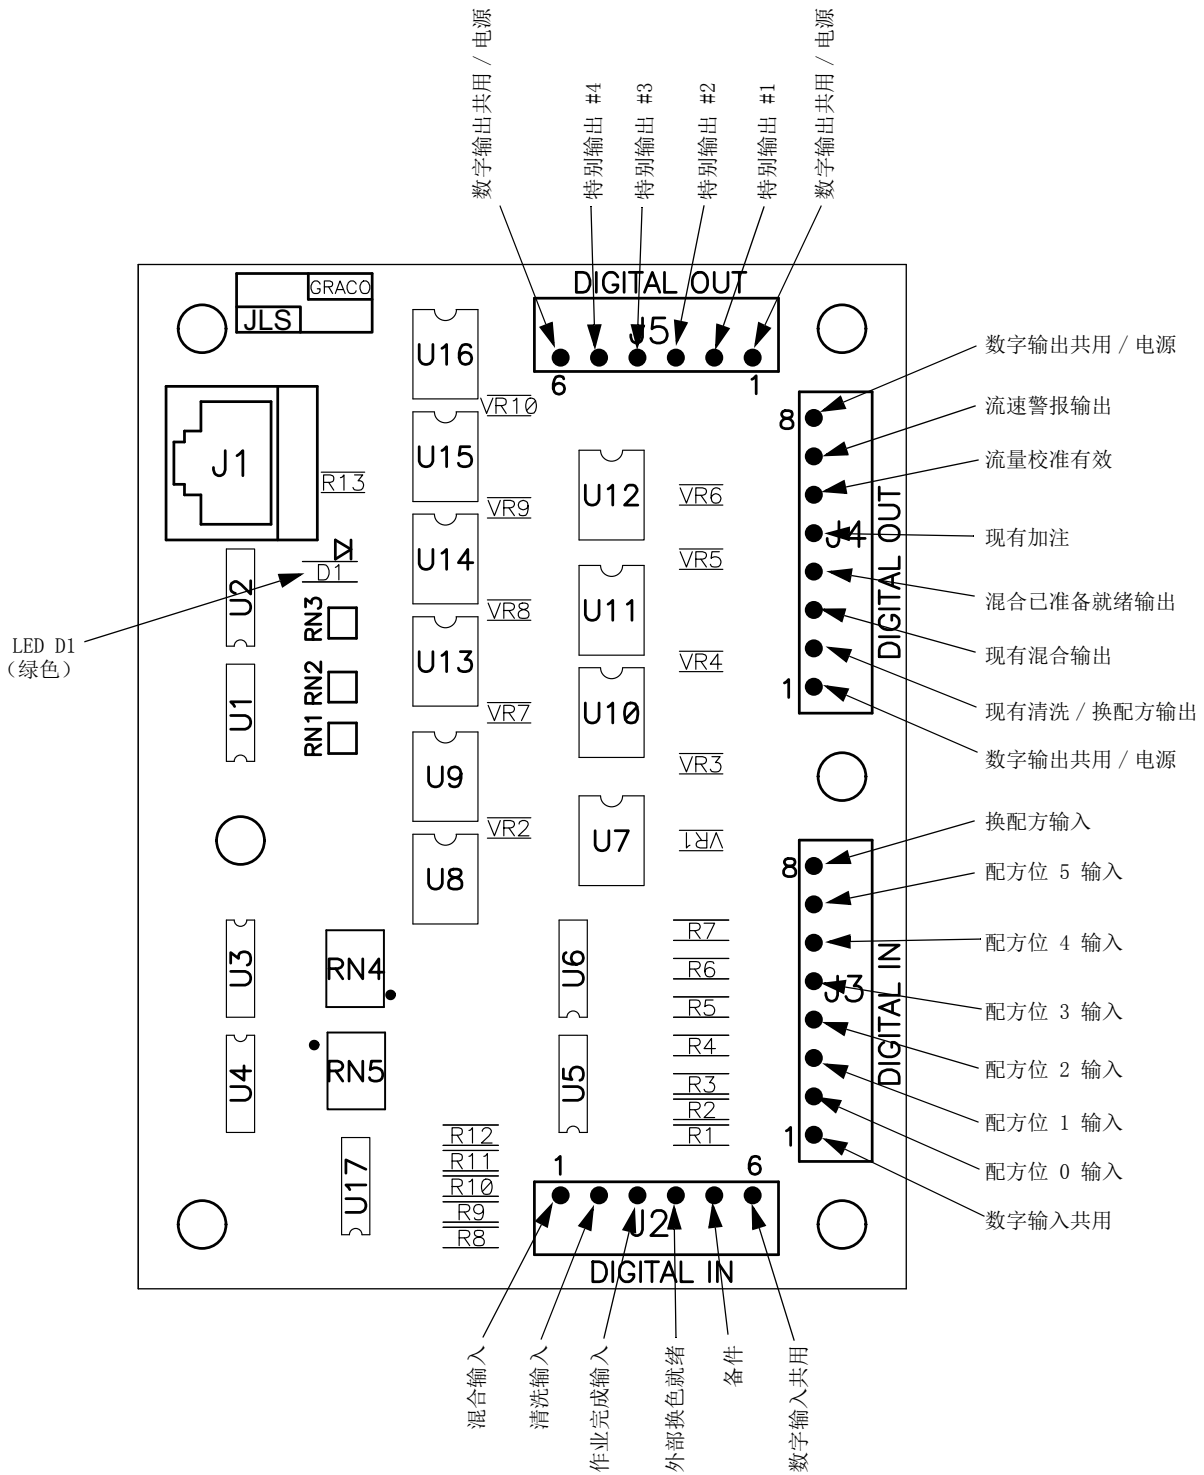 数字输出共用 / 电源
特别输出 #4
特别输出 #3
特别输出 #2
特别输出 #1
数字输出共用 / 电源
DIGITAL OUT
J5
6
1
GRACO
JLS
U16
VR10
J1
R13
U15
VR9
U12
VR6
U14
VR5
D1
U2
RN3
VR8
U11
LED D1
（绿色）
U13
VR4
U1
RN2
RN1
VR7
U10
U9
VR3
VR2
U7
VR1
U8
8
J4
DIGITAL OUT
1
数字输出共用 / 电源
流速警报输出
流量校准有效
现有加注
混合已准备就绪输出
现有混合输出
现有清洗 / 换配方输出
数字输出共用 / 电源
8
J3
DIGITAL IN
1
换配方输入
配方位 5 输入
配方位 4 输入
配方位 3 输入
配方位 2 输入
配方位 1 输入
配方位 0 输入
数字输入共用
U3
RN4
U6
R7
R6
R5
R4
R3
R2
R1
U4
RN5
U5
U17
R12
R11
R10
R9
R8
1
6
J2
DIGITAL IN
混合输入
清洗输入
作业完成输入
外部换色就绪
备件
数字输入共用